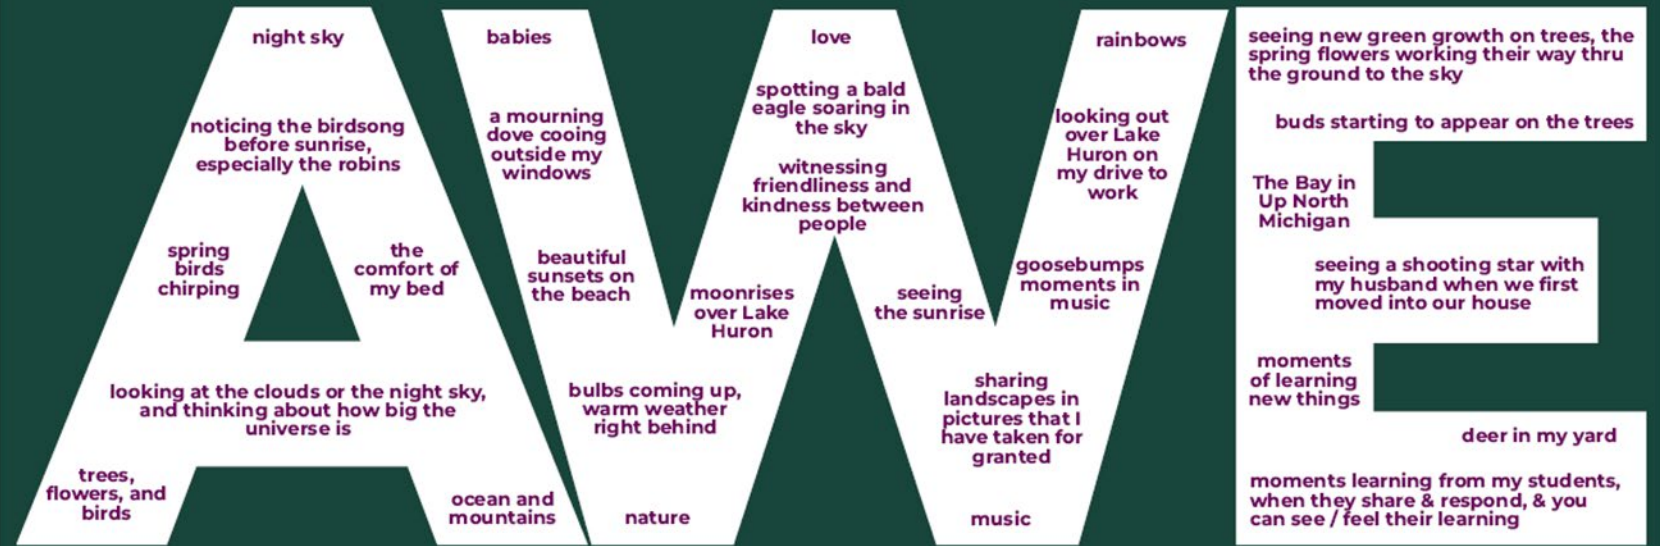 night sky
noticing the birdsong
before sunrise,
especially the robins
spring
birds
chirping
the
comfort of
my bed
looking at the clouds or the night sky,
and thinking about how big the
universe is
trees,
flowers, and
birds
ocean and
mountains
babies
a mourning
dove cooing
outside my
windows
beautiful
sunsets on
the beach
bulbs coming up,
warm weather
right behind
nature
love
spotting a bald
eagle soaring in
the sky
witnessing
friendliness and
kindness between
people
moonrises
over Lake
Huron
seeing
the sunrise
rainbows
looking out
over Lake
Huron on
my drive to
work
goosebumps
moments in
music
sharing
landscapes in
pictures that I
have taken for
granted
music
seeing new green growth on trees, the
spring flowers working their way thru
the ground to the sky
buds starting to appear on the trees
The Bay in
Up North
Michigan
seeing a shooting star with
my husband when we first
moved into our house
moments
of learning
new things
deer in my yard
moments learning from my students,
when they share & respond, & you
can see / feel their learning
AWE